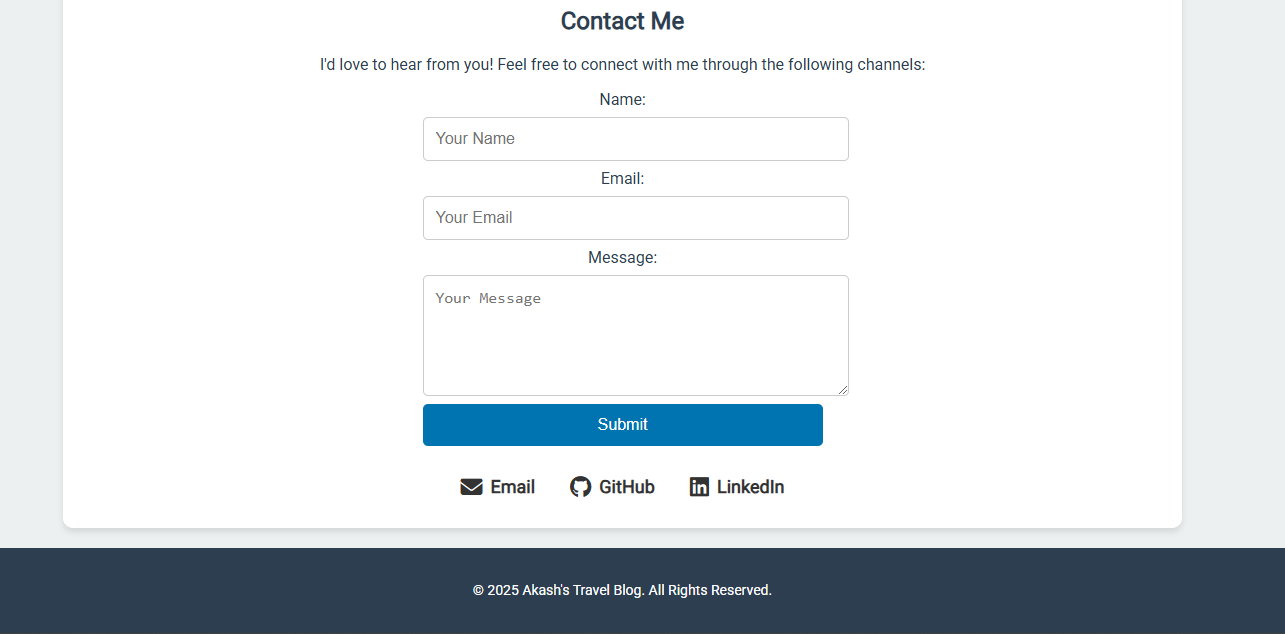 Contact Me
I'd love to hear from you! Feel free to connect with me through the following channels:
Name:
Your Name
Email:
Your Email
Message:
Your Message
Submit
Email GitHub LinkedIn
© 2025 Akash's Travel Blog. All Rights Reserved.